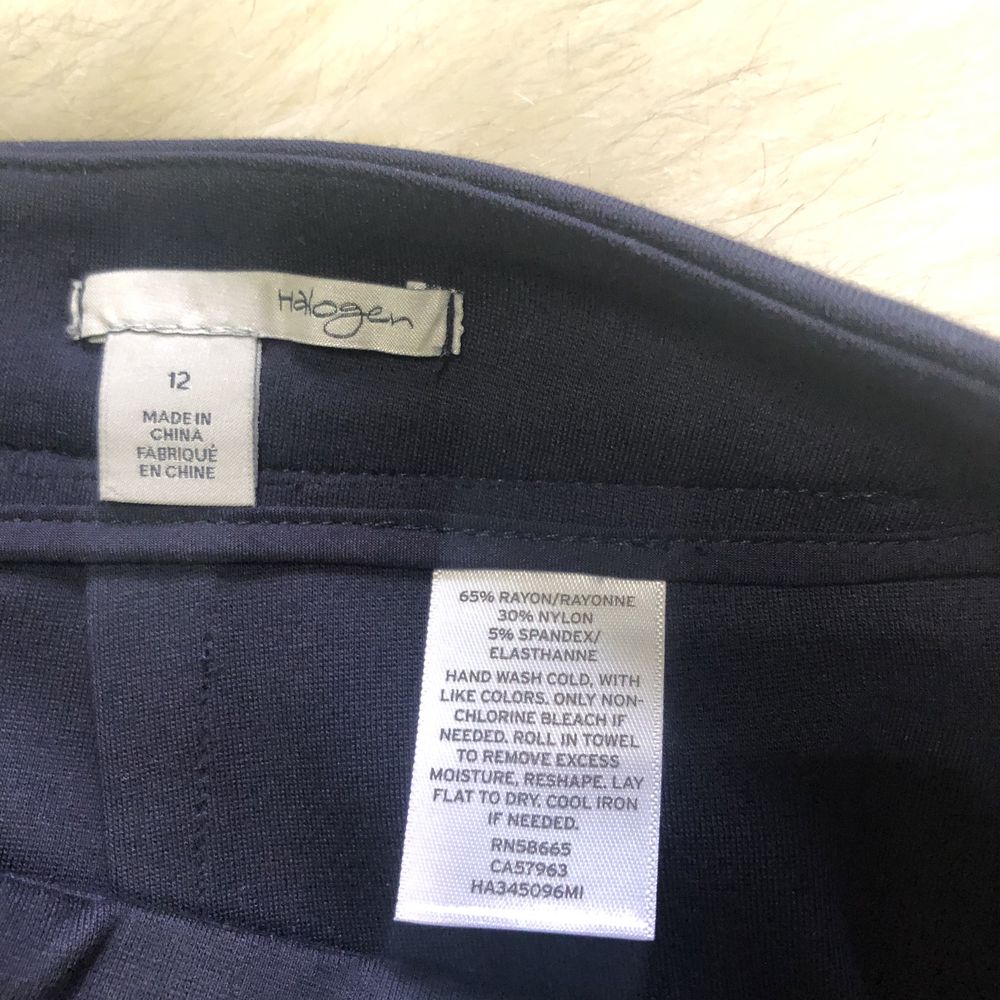 Halogen
12
MADE IN
CHINA
FABRIQUÉ
EN CHINE
65% RAYON/RAYONNE
30% NYLON
5% SPANDEX/
ELASTHANNE
HAND WASH COLD, WITH
LIKE COLORS. ONLY NON-
CHLORINE BLEACH IF
NEEDED. ROLL IN TOWEL
TO REMOVE EXCESS
MOISTURE, RESHAPE. LAY
FLAT TO DRY. COOL IRON
IF NEEDED.
RN58665
CA57963
HA345096MI